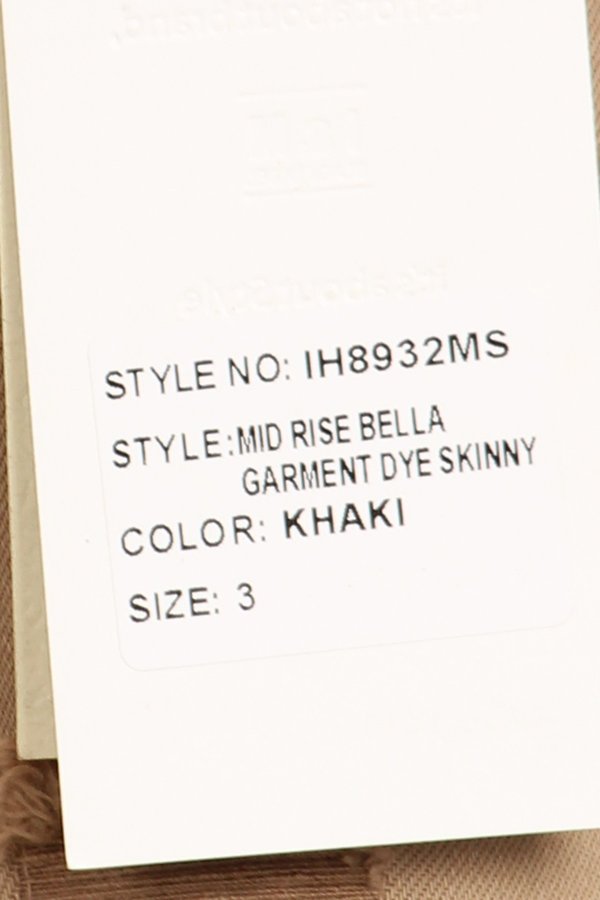 STYLE NO: IH8932MS
STYLE: MID RISE BELLA
GARMENT DYE SKINNY
COLOR: KHAKI
SIZE: 3